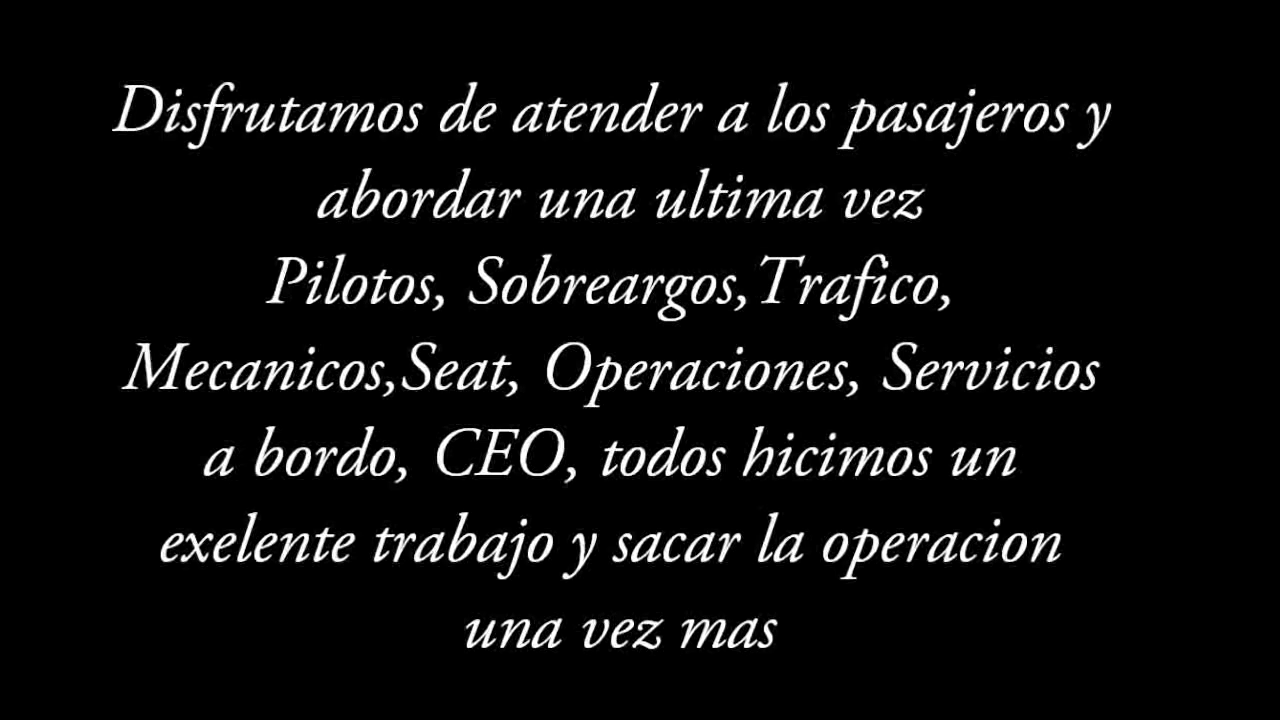 Disfrutamos de atender a los pasajeros y
abordar una ultima vez
Pilotos, Sobreargos,Trafico,
Mecanicos,Seat, Operaciones, Servicios
a bordo, CEO, todos hicimos un
exelente trabajo y sacar la operacion
una vez mas